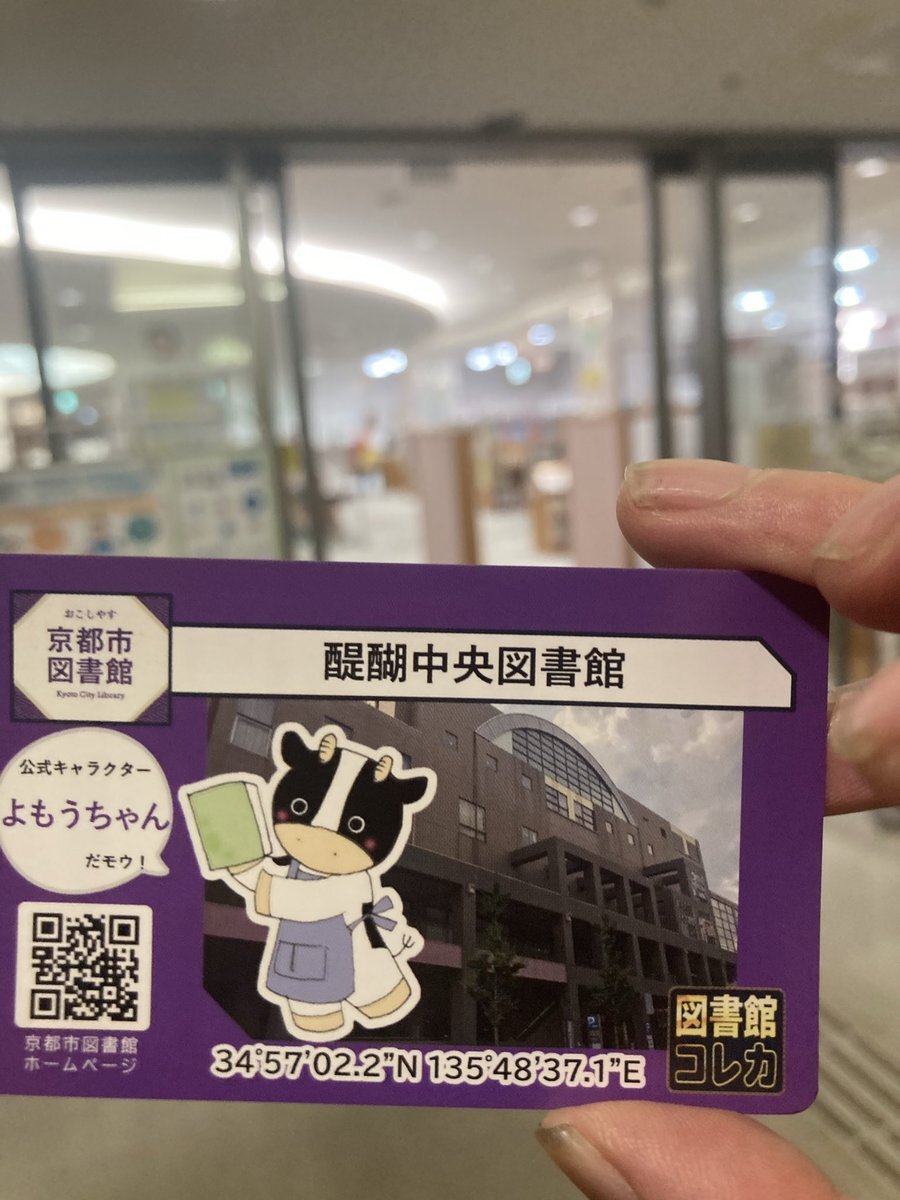 おこしやす
京都市
図書館
Kyoto City Library
醍醐中央図書館
公式キャラクター
よもうちゃん
だモウ!
京都市図書館
ホームページ
34°57'02.2"N 135°48'37.1"E
図書館
コレカ